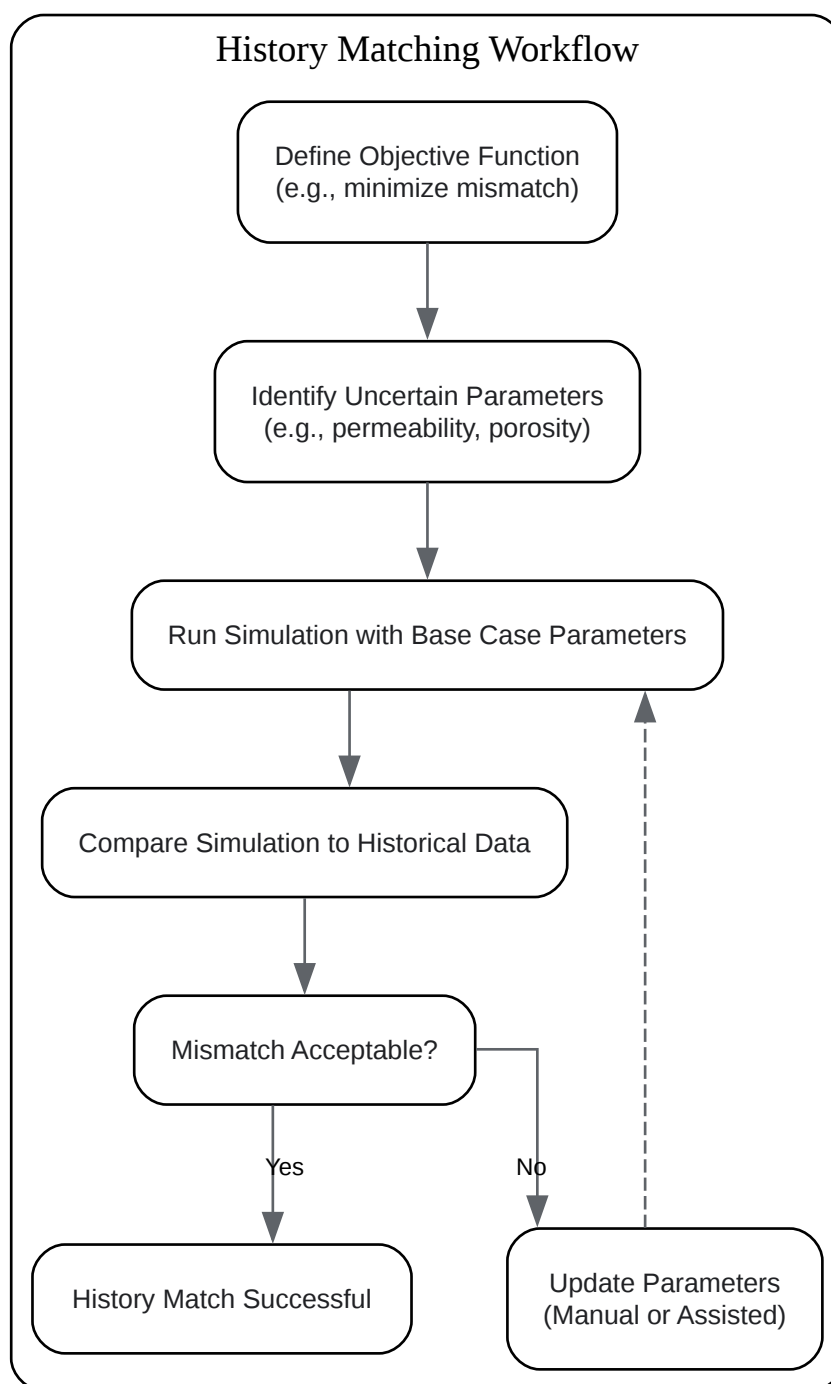 History Matching Workflow
Define Objective Function
(e.g., minimize mismatch)
Identify Uncertain Parameters
(e.g., permeability, porosity)
Run Simulation with Base Case Parameters
Compare Simulation to Historical Data
Mismatch Acceptable?
Yes
No
History Match Successful
Update Parameters
(Manual or Assisted)